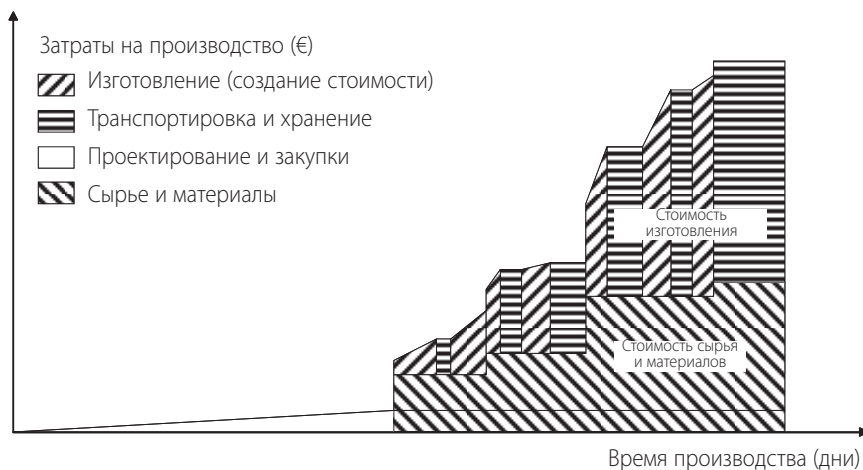 Затраты на производство (€)
Изготовление (создание стоимости)
Транспортировка и хранение
Проектирование и закупки
Сырье и материалы
Стоимость
изготовления
Стоимость сырья
и материалов
Время производства (дни)